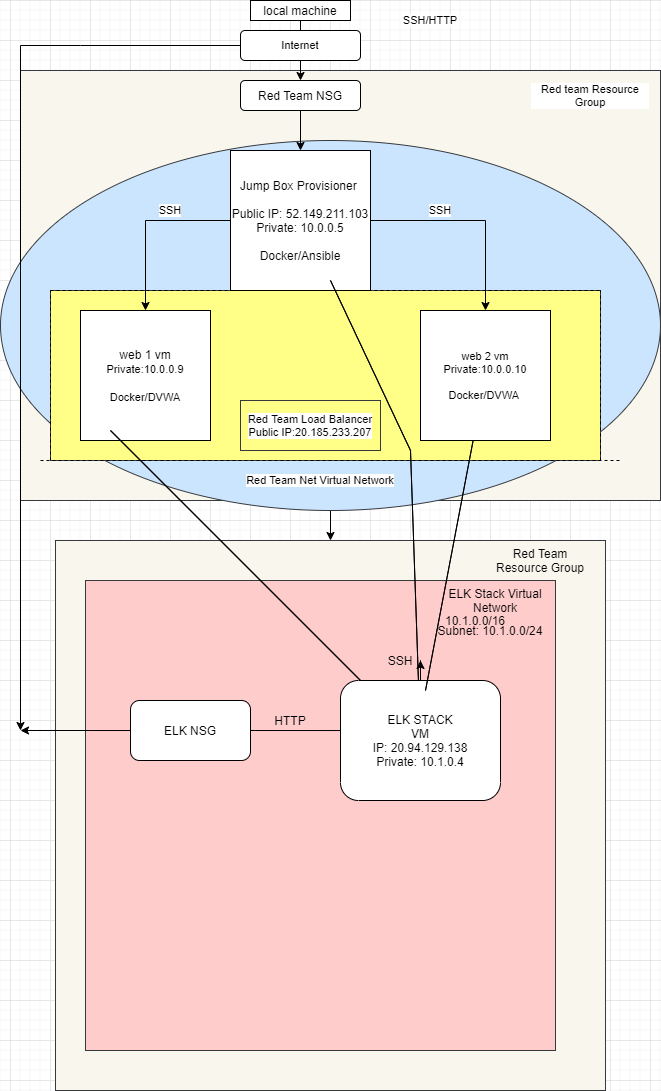 local machine
SSH/HTTP
Internet
Red team Resource
Group
Red Team NSG
Jump Box Provisioner
Public IP: 52.149.211.103
Private: 10.0.0.5
Docker/Ansible
SSH
SSH
web 1 vm
Private:10.0.0.9
Docker/DVWA
web 2 vm
Private:10.0.0.10
Docker/DVWA
Red Team Load Balancer
Public IP:20.185.233.207
Red Team Net Virtual Network
Red Team
Resource Group
ELK Stack Virtual
Network
10.1.0.0/16
Subnet: 10.1.0.0/24
SSH
ELK NSG
HTTP
ELK STACK
VM
IP: 20.94.129.138
Private: 10.1.0.4